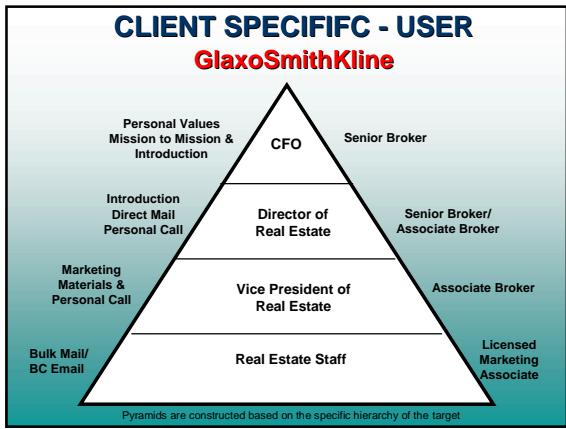 CLIENT SPECIFIFC - USER
GlaxoSmithKline
Personal Values
Mission to Mission &
Introduction
CFO
Senior Broker
Introduction
Direct Mail
Personal Call
Director of
Real Estate
Senior Broker/
Associate Broker
Marketing
Materials &
Personal Call
Vice President of
Real Estate
Associate Broker
Bulk Mail/
BC Email
Real Estate Staff
Licensed
Marketing
Associate
Pyramids are constructed based on the specific hierarchy of the target